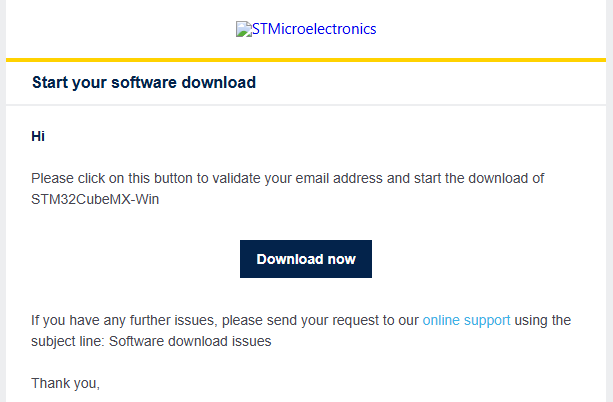 STMicroelectronics
Start your software download
Hi
Please click on this button to validate your email address and start the download of
STM32CubeMX-Win
Download now
If you have any further issues, please send your request to our online support using the
subject line: Software download issues
Thank you,